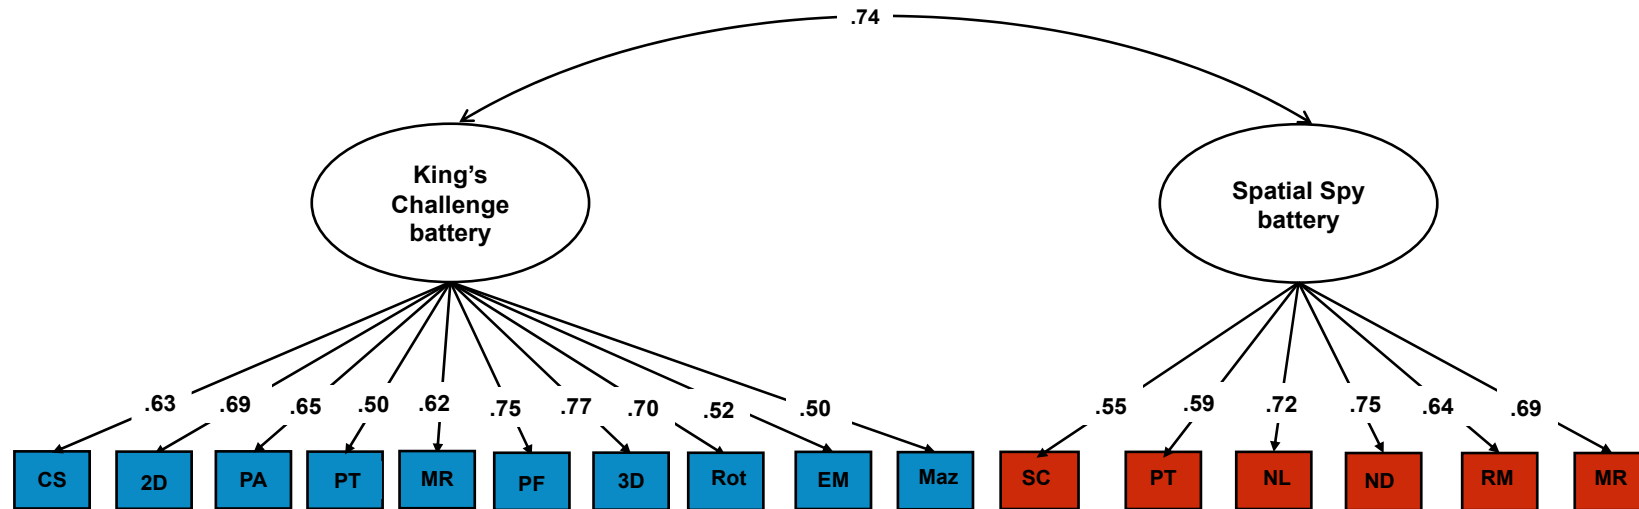 .74
King’s
Challenge
battery
Spatial Spy
battery
.63 .69 .65 .50 .62 .75 .77 .70 .52 .50 .55 .59 .72 .75 .64 .69
CS 2D PA PT MR PF 3D Rot EM Maz SC PT NL ND RM MR